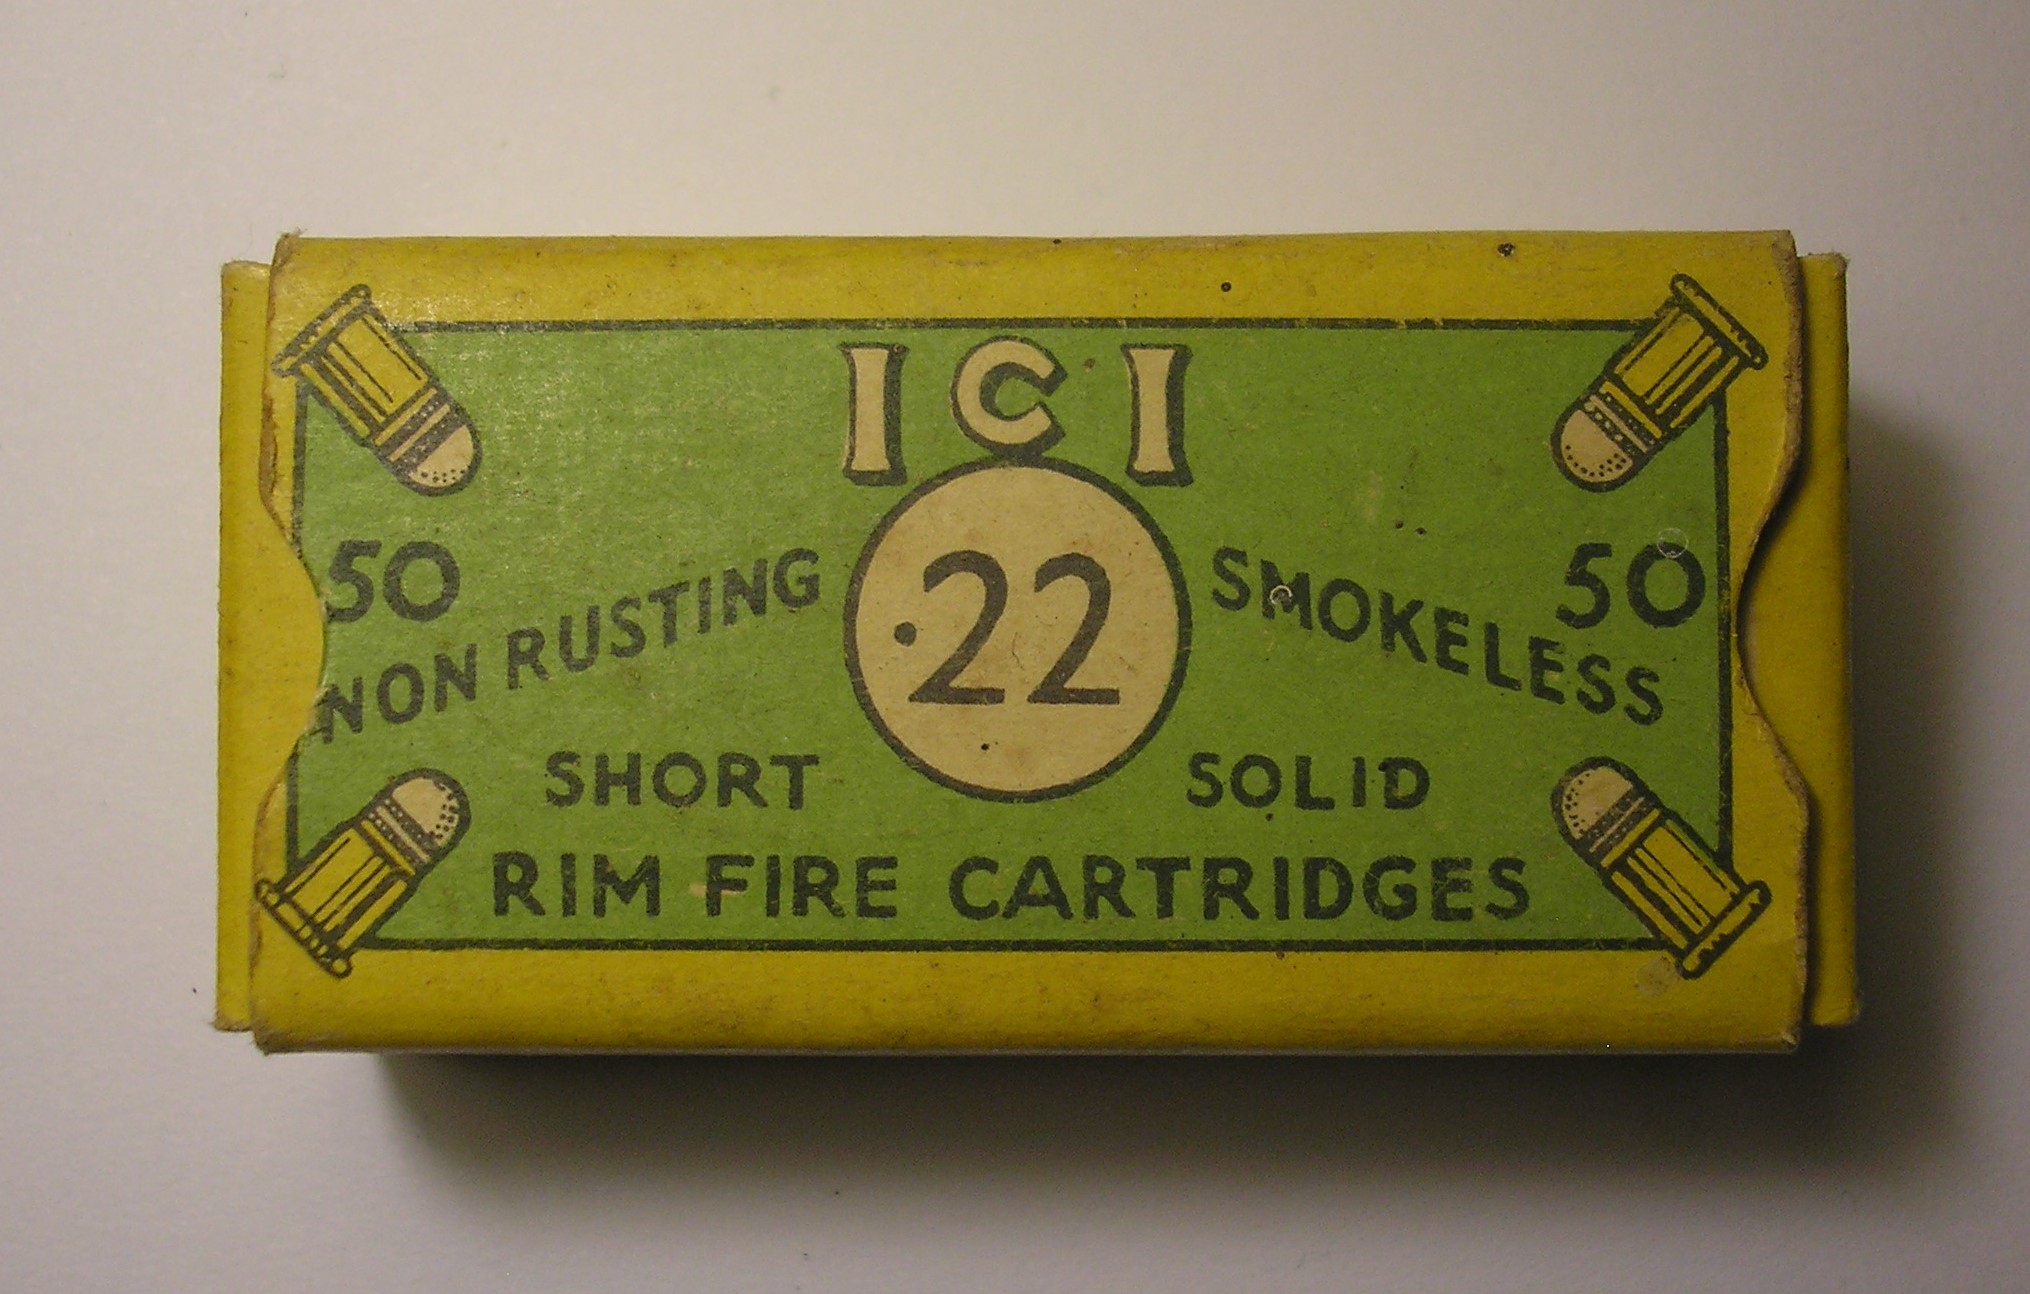 ICI
50 50
NON RUSTING ·22 SMOKELESS
SHORT SOLID
RIM FIRE CARTRIDGES